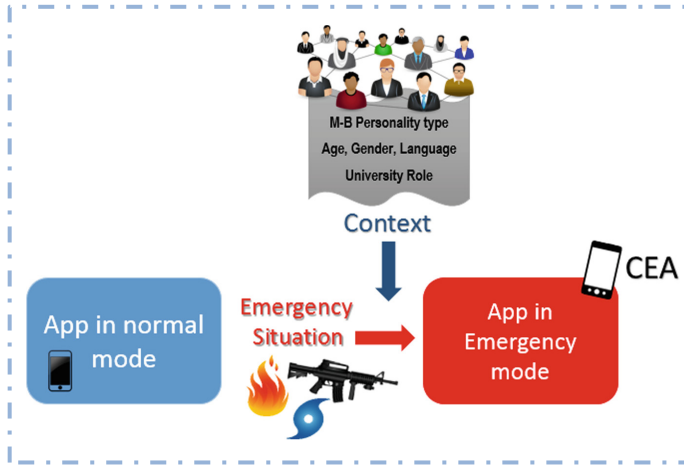 M-B Personality type
Age, Gender, Language
University Role
Context
CEA
App in normal
mode
Emergency
Situation
App in
Emergency
mode